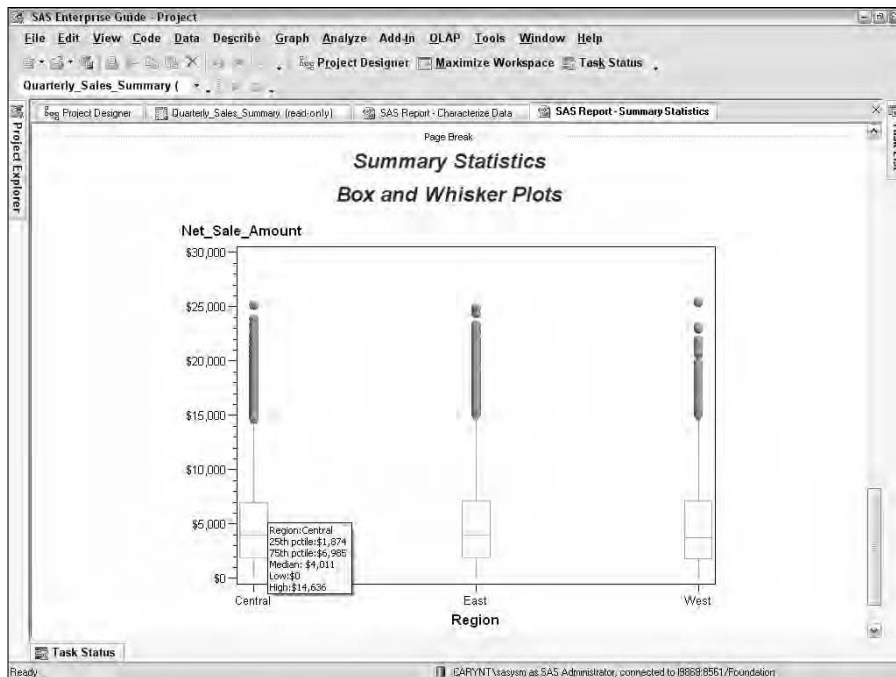 SAS Enterprise Guide - Project
File Edit View Code Data Describe Graph Analyze Add-In OLAP Tools Window Help
Project Designer Maximize Workspace Task Status
Quarterly_Sales_Summary (
Project Designer Quarterly_Sales_Summary (read-only) SAS Report - Characterize Data SAS Report - Summary Statistics
Project Explorer
Page Break
Summary Statistics
Box and Whisker Plots
Net_Sale_Amount
$30,000
$25,000
$20,000
$15,000
$10,000
$5,000
$0
Region:Central
25th pctile:$1,874
75th pctile:$6,985
Median: $4,011
Low:$0
High:$14,636
Central East West
Region
Task Status
Ready CARYNT\sasysm as SAS Administrator, connected to l9869:8561/Foundation